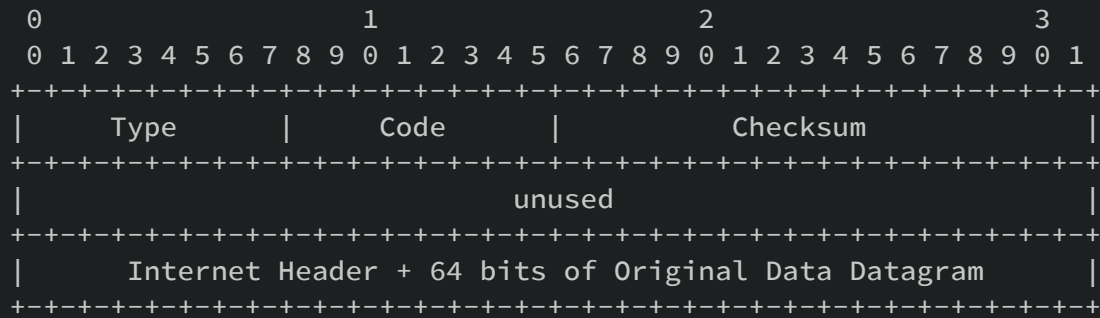 0                   1                   2                   3
 0 1 2 3 4 5 6 7 8 9 0 1 2 3 4 5 6 7 8 9 0 1 2 3 4 5 6 7 8 9 0 1
+-+-+-+-+-+-+-+-+-+-+-+-+-+-+-+-+-+-+-+-+-+-+-+-+-+-+-+-+-+-+-+-+
|     Type      |     Code      |          Checksum             |
+-+-+-+-+-+-+-+-+-+-+-+-+-+-+-+-+-+-+-+-+-+-+-+-+-+-+-+-+-+-+-+-+
|                             unused                            |
+-+-+-+-+-+-+-+-+-+-+-+-+-+-+-+-+-+-+-+-+-+-+-+-+-+-+-+-+-+-+-+-+
|      Internet Header + 64 bits of Original Data Datagram      |
+-+-+-+-+-+-+-+-+-+-+-+-+-+-+-+-+-+-+-+-+-+-+-+-+-+-+-+-+-+-+-+-+